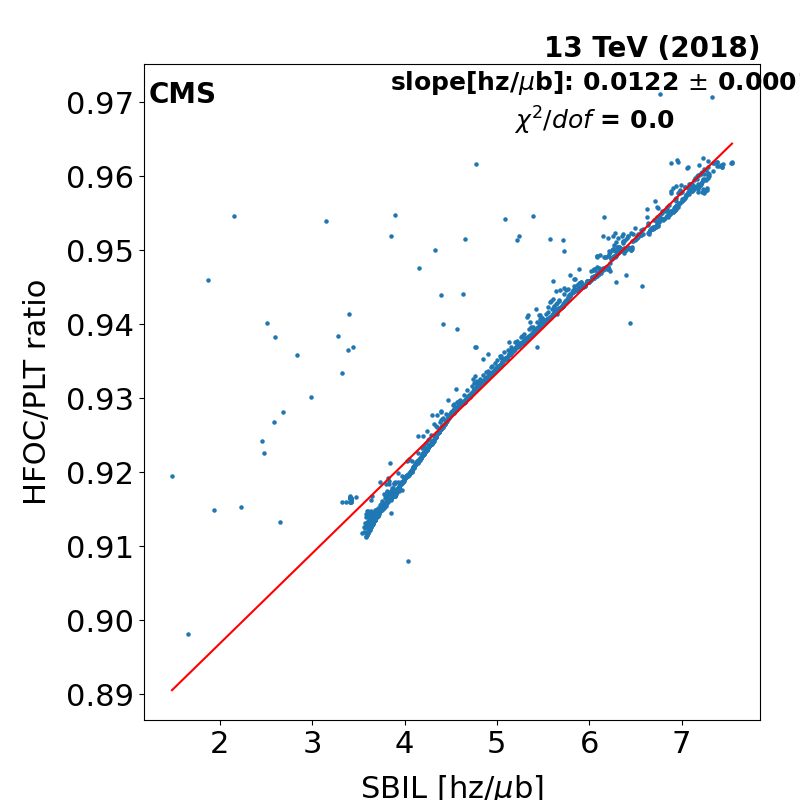 13 TeV (2018)
CMS
slope[hz/μb]: 0.0122 ± 0.000
χ²/dof = 0.0
0.97
0.96
0.95
0.94
0.93
0.92
0.91
0.90
0.89
HFOC/PLT ratio
2 3 4 5 6 7
SBIL [hz/μb]